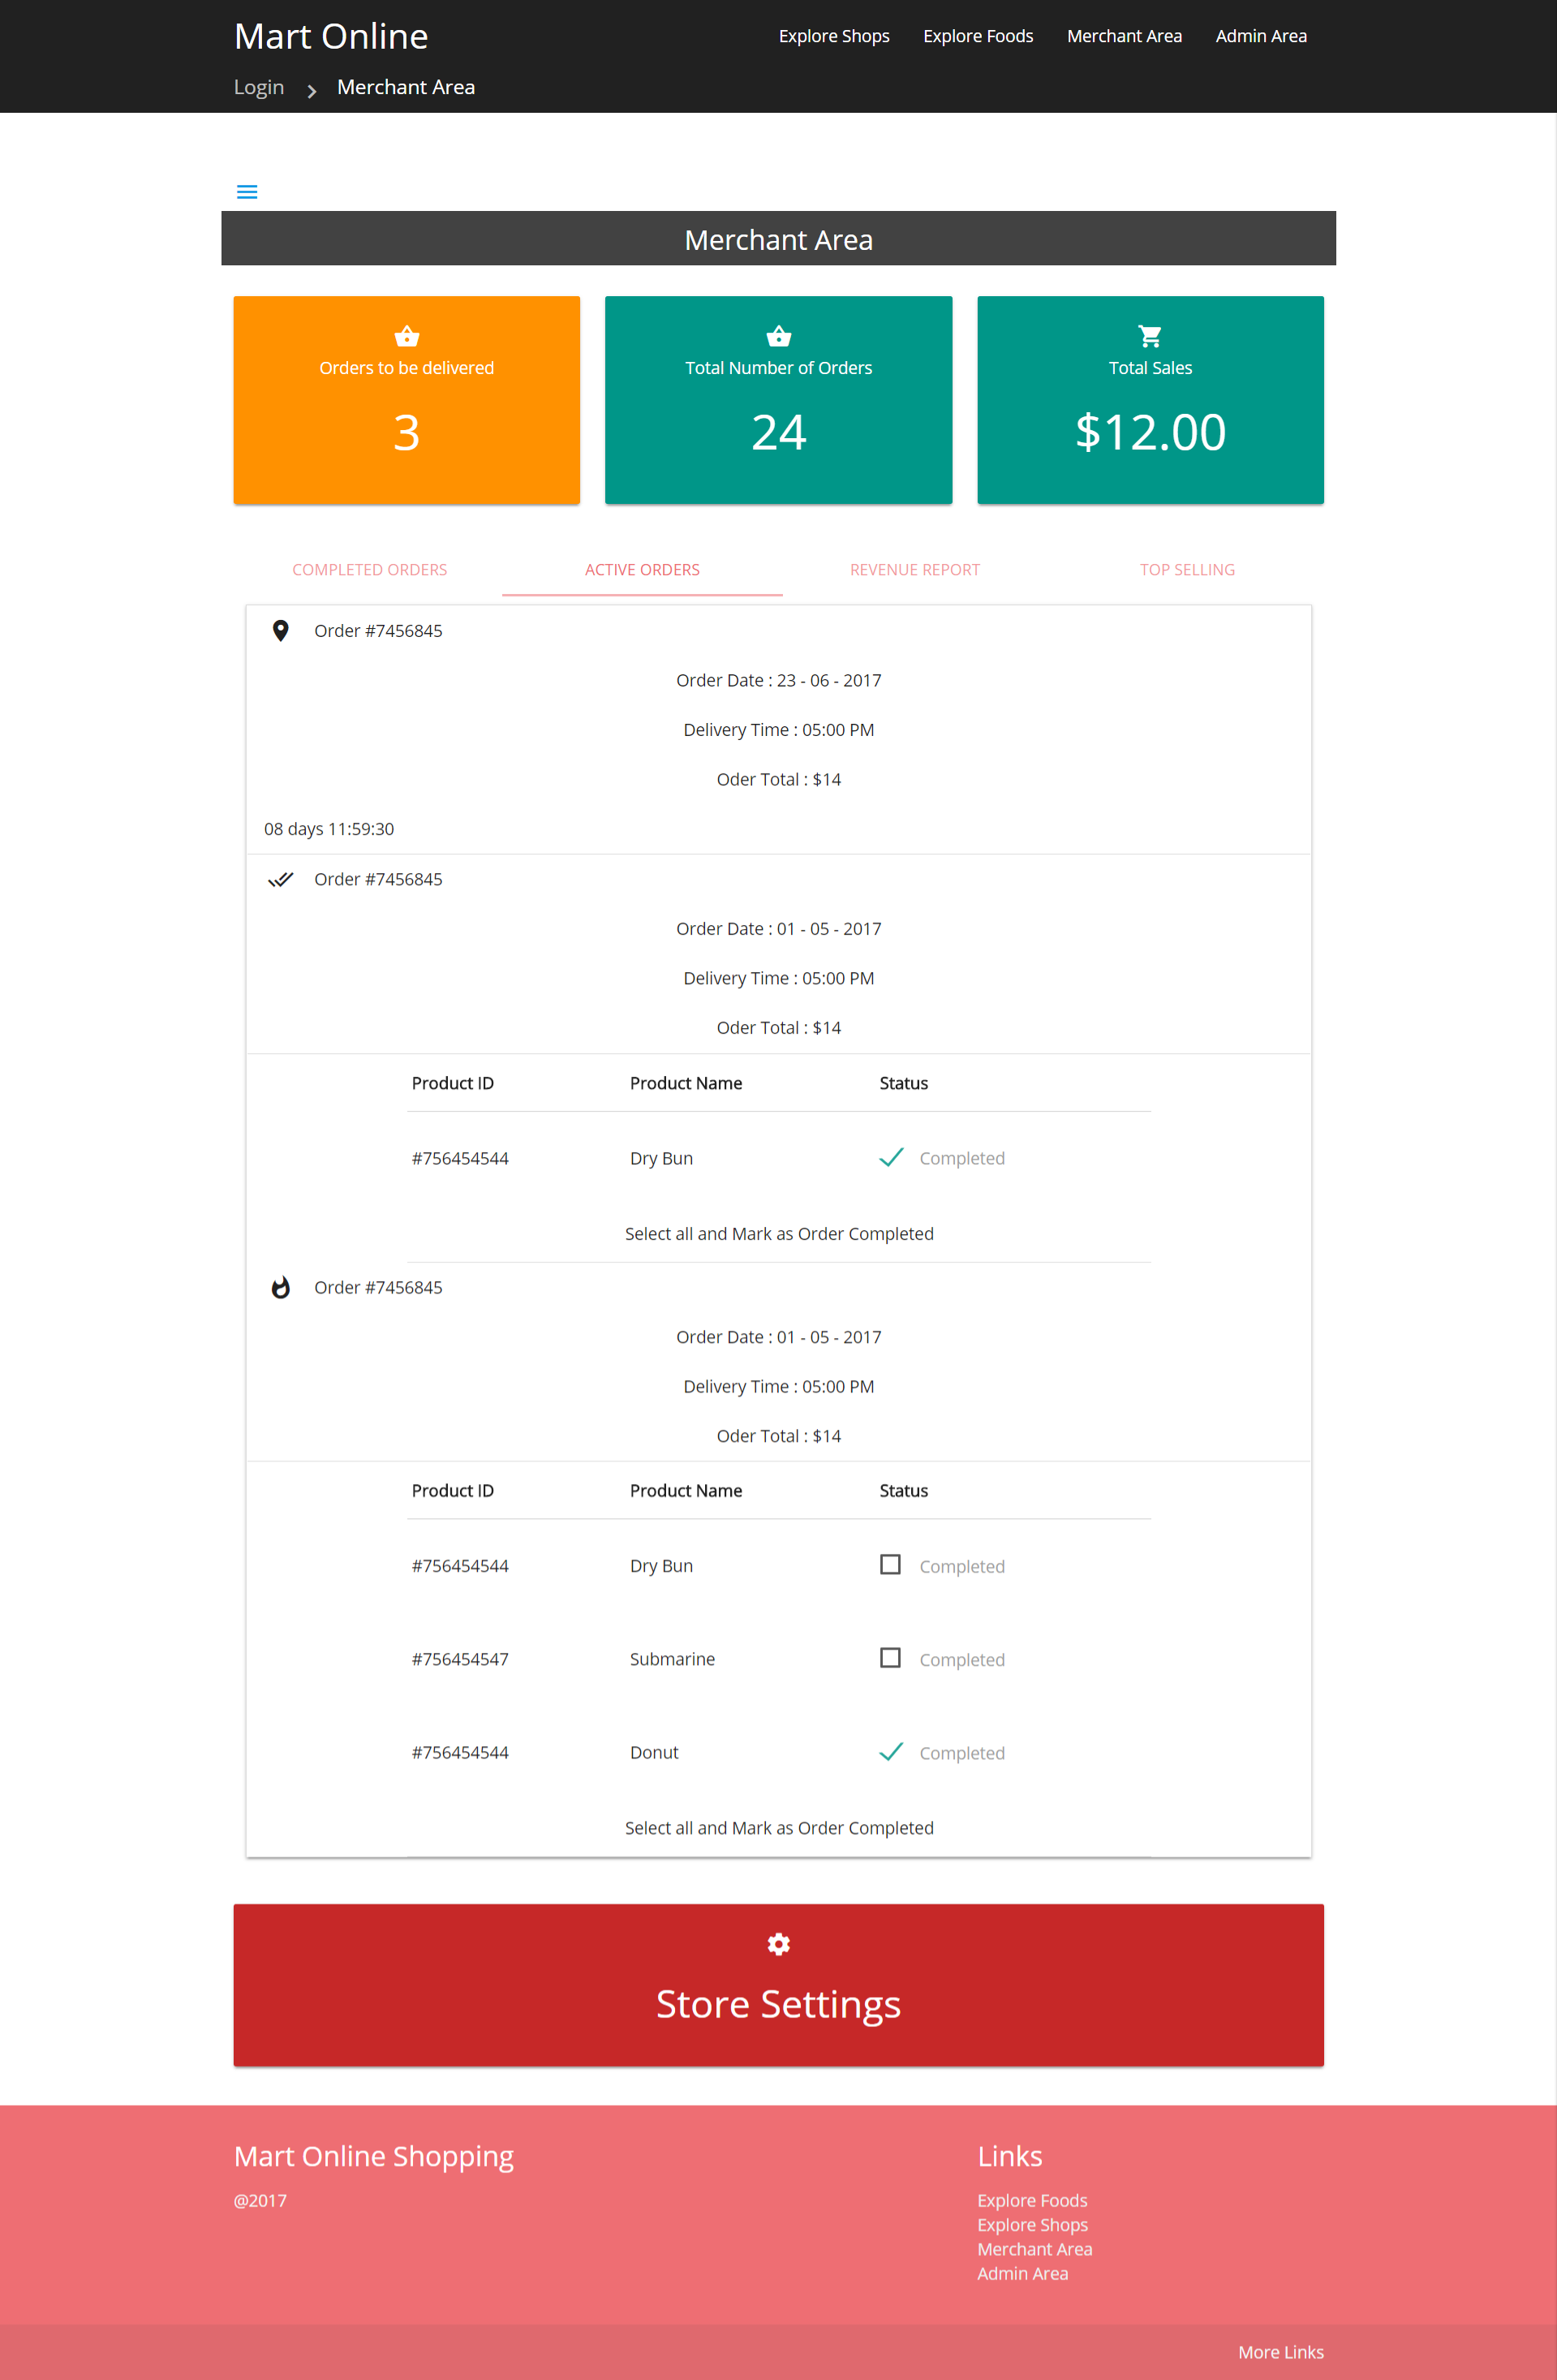 Mart Online
Explore Shops Explore Foods Merchant Area Admin Area
Login Merchant Area
Merchant Area
Orders to be delivered
3
Total Number of Orders
24
Total Sales
$12.00
COMPLETED ORDERS ACTIVE ORDERS REVENUE REPORT TOP SELLING
Order #7456845
Order Date : 23 - 06 - 2017
Delivery Time : 05:00 PM
Oder Total : $14
08 days 11:59:30
Order #7456845
Order Date : 01 - 05 - 2017
Delivery Time : 05:00 PM
Oder Total : $14
Product ID Product Name Status
#756454544 Dry Bun Completed
Select all and Mark as Order Completed
Order #7456845
Order Date : 01 - 05 - 2017
Delivery Time : 05:00 PM
Oder Total : $14
Product ID Product Name Status
#756454544 Dry Bun Completed
#756454547 Submarine Completed
#756454544 Donut Completed
Select all and Mark as Order Completed
Store Settings
Mart Online Shopping
@2017
Links
Explore Foods
Explore Shops
Merchant Area
Admin Area
More Links